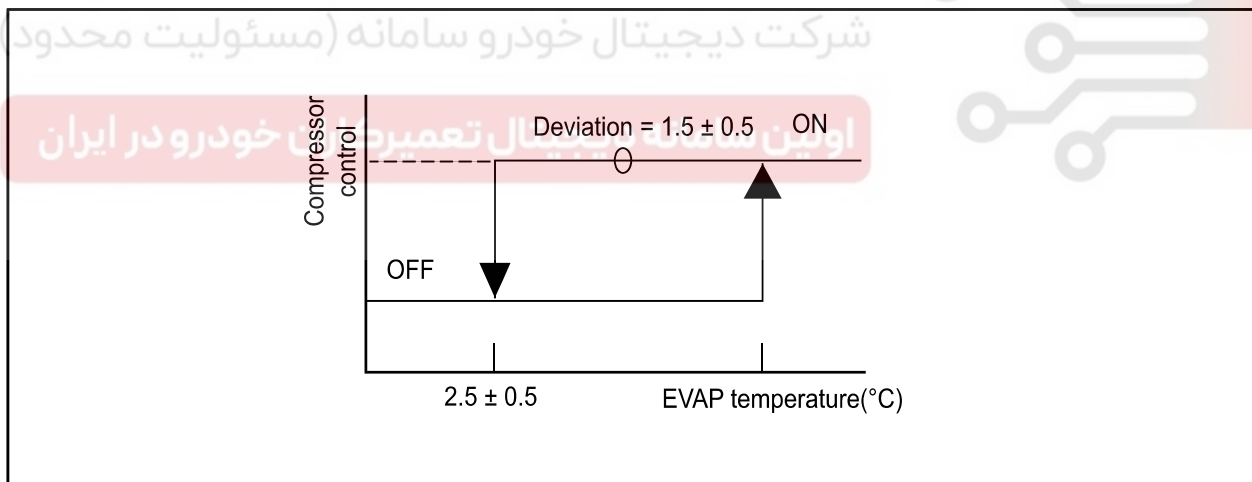 شرکت دیجیتال خودرو سامانه (مسئولیت محدود)
اولین سامانه دیجیتال تعمیرکاران خودرو در ایران
Compressor
control
Deviation = 1.5 ± 0.5
ON
OFF
2.5 ± 0.5
EVAP temperature(°C)